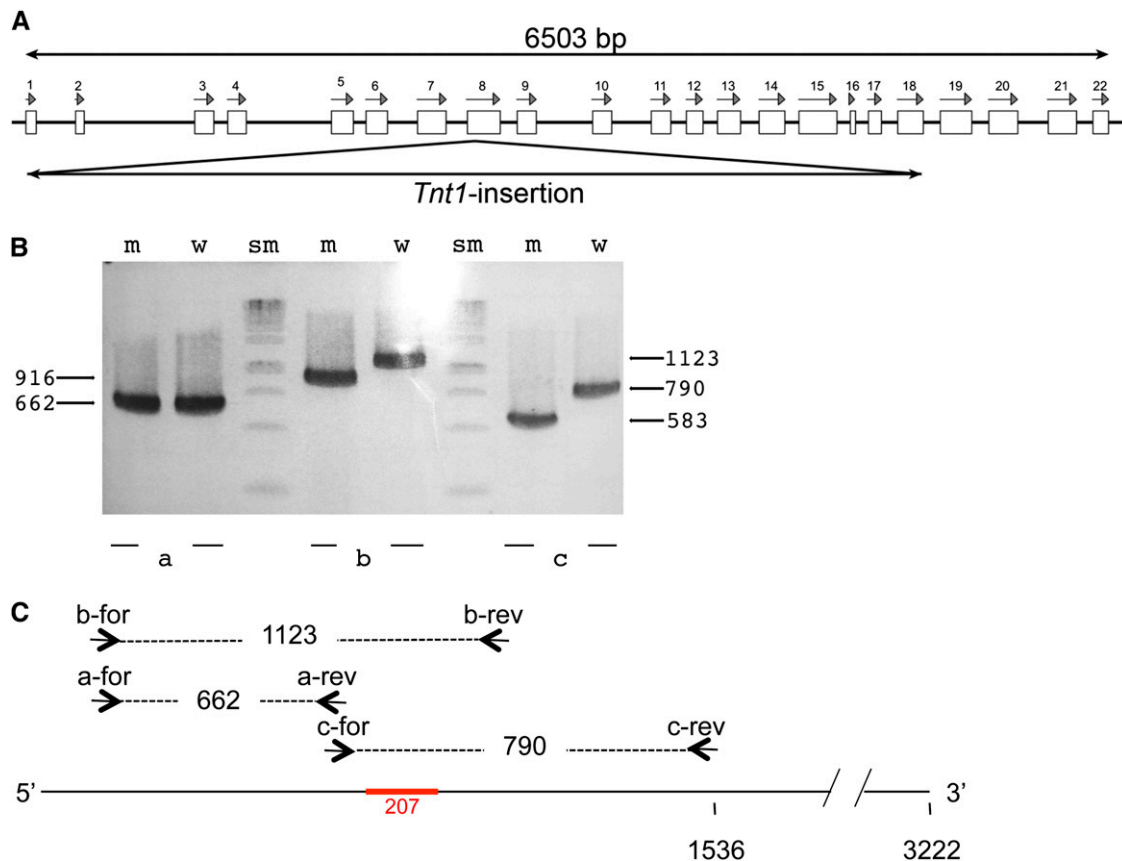 A
6503 bp
1 2 3 4 5 6 7 8 9 10 11 12 13 14 15 16 17 18 19 20 21 22
Tnt1-insertion
B
m w sm m w sm m w
916
662
1123
790
583
a b c
C
b-for 1123 b-rev
a-for 662 a-rev
c-for 790 c-rev
5' 3'
207
1536 3222